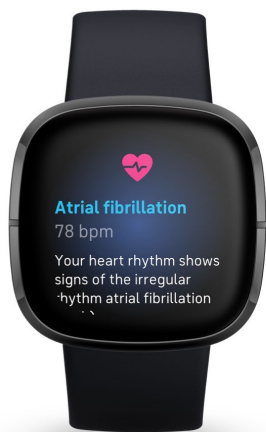 Atrial fibrillation
78 bpm
Your heart rhythm shows
signs of the irregular
rhythm atrial fibrillation